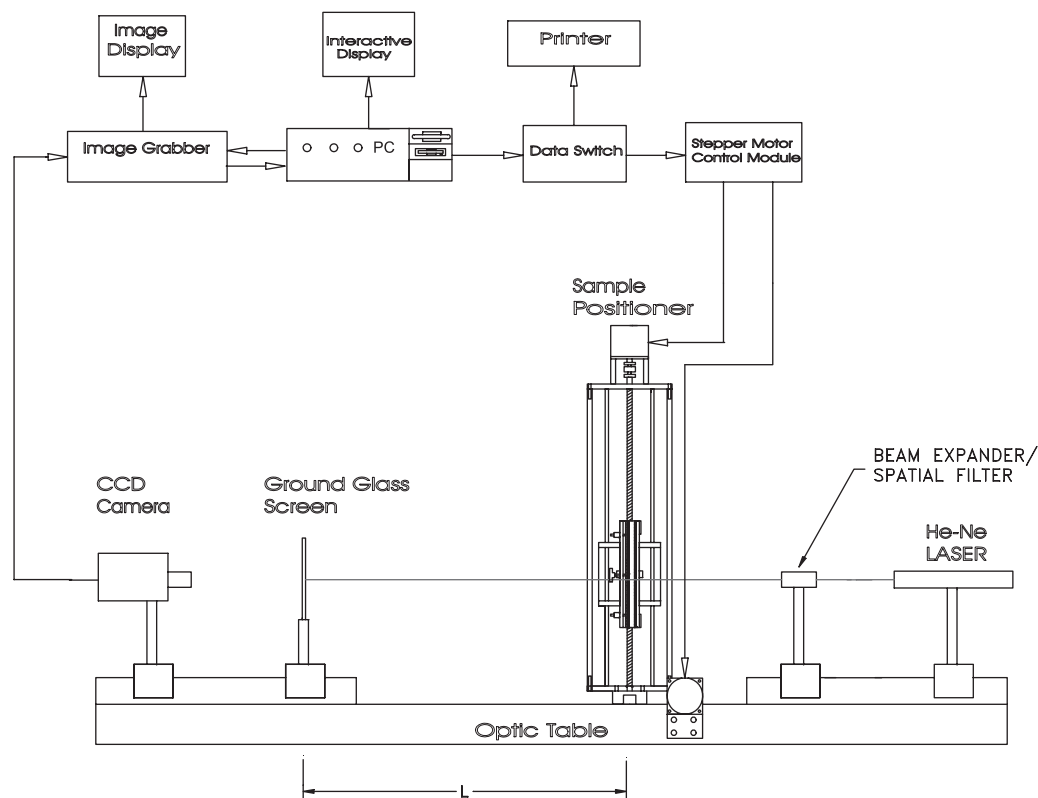 Image
Display
Interactive
Display
Printer
Image Grabber
PC
Data Switch
Stepper Motor
Control Module
Sample
Positioner
BEAM EXPANDER/
SPATIAL FILTER
CCD
Camera
Ground Glass
Screen
He-Ne
LASER
Optic Table
L